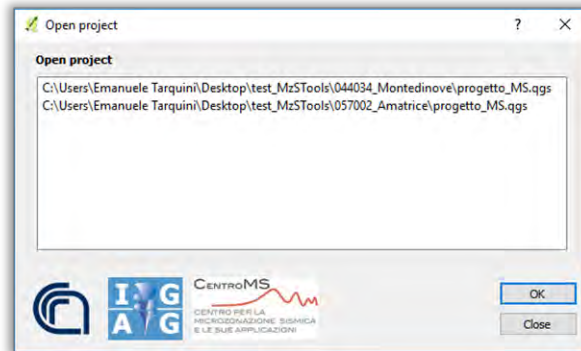 Open project
?
Open project
C:\Users\Emanuele Tarquini\Desktop\test_MzSTools\044034_Montedinove\progetto_MS.qgs
C:\Users\Emanuele Tarquini\Desktop\test_MzSTools\057002_Amatrice\progetto_MS.qgs
I G
A G
CENTROMS
CENTRO PER LA
MICROZONAZIONE SISMICA
E LE SUE APPLICAZIONI
OK
Close